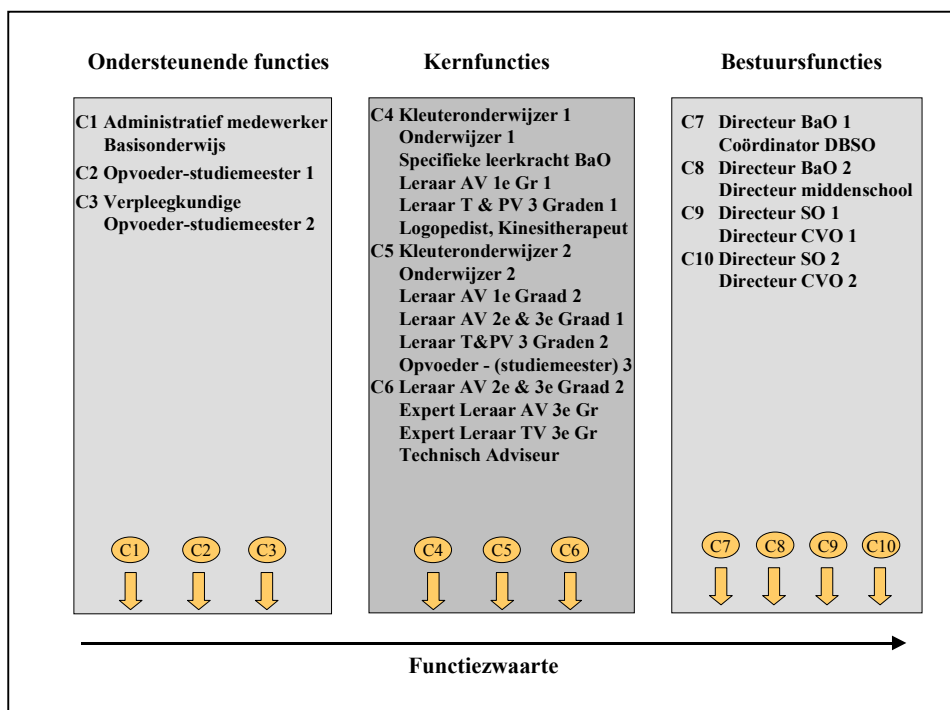 Ondersteunende functies
C1 Administratief medewerker
Basisonderwijs
C2 Opvoeder-studiemeester 1
C3 Verpleegkundige
Opvoeder-studiemeester 2
C1 C2 C3
Kernfuncties
C4 Kleuteronderwijzer 1
Onderwijzer 1
Specifieke leerkracht BaO
Leraar AV 1e Gr 1
Leraar T & PV 3 Graden 1
Logopedist, Kinesitherapeut
C5 Kleuteronderwijzer 2
Onderwijzer 2
Leraar AV 1e Graad 2
Leraar AV 2e & 3e Graad 1
Leraar T&PV 3 Graden 2
Opvoeder - (studiemeester) 3
C6 Leraar AV 2e & 3e Graad 2
Expert Leraar AV 3e Gr
Expert Leraar TV 3e Gr
Technisch Adviseur
C4 C5 C6
Bestuursfuncties
C7 Directeur BaO 1
Coördinator DBSO
C8 Directeur BaO 2
Directeur middenschool
C9 Directeur SO 1
Directeur CVO 1
C10 Directeur SO 2
Directeur CVO 2
C7 C8 C9 C10
Functiezwaarte